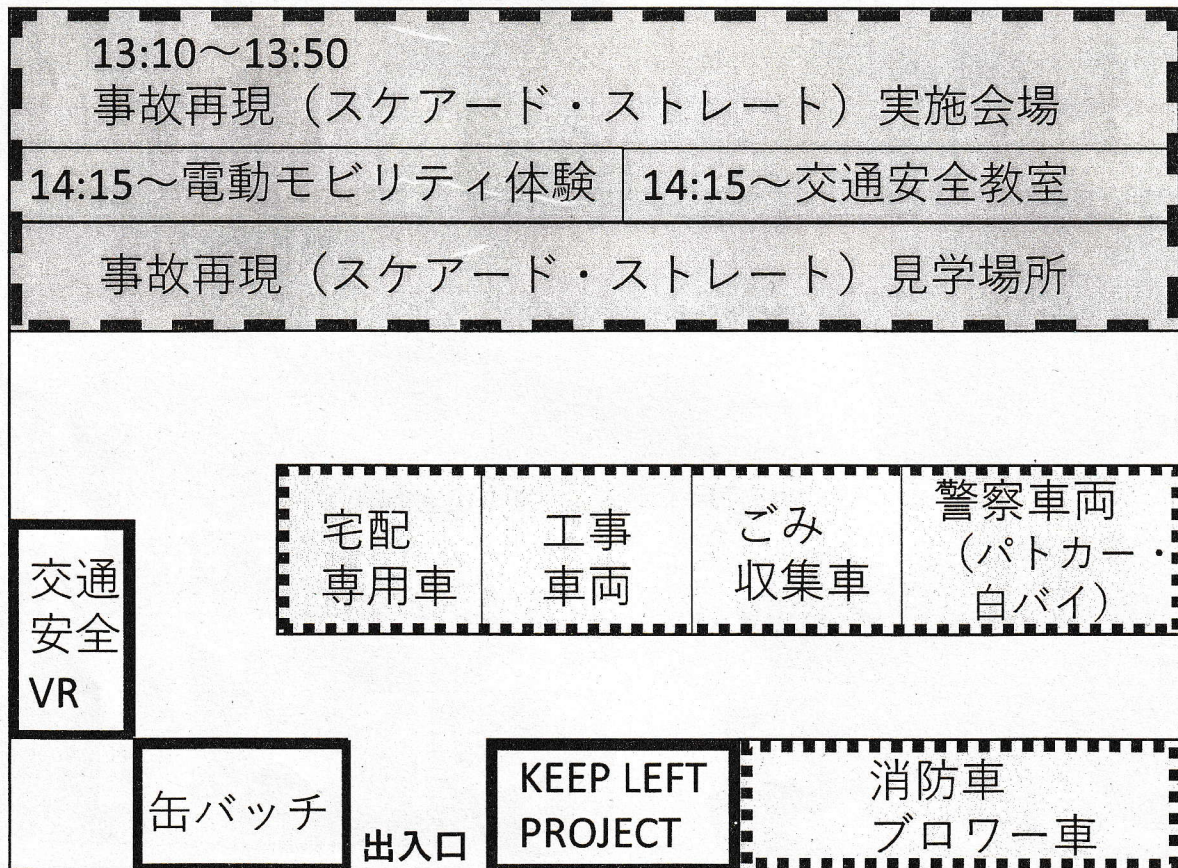 13:10～13:50
事故再現（スケアード・ストレート）実施会場
14:15～電動モビリティ体験
14:15～交通安全教室
事故再現（スケアード・ストレート）見学場所
宅配
専用車
工事
車両
ごみ
収集車
警察車両
（パトカー・
白バイ）
交通
安全
VR
缶バッチ
出入口
KEEP LEFT
PROJECT
消防車
ブロワー車